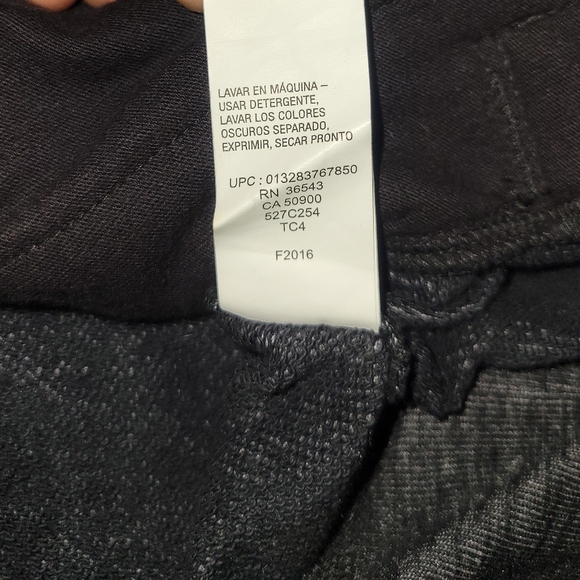 LAVAR EN MÁQUINA –
USAR DETERGENTE,
LAVAR LOS COLORES
OSCUROS SEPARADO,
EXPRIMIR, SECAR PRONTO
UPC : 013283767850
RN 36543
CA 50900
527C254
TC4
F2016